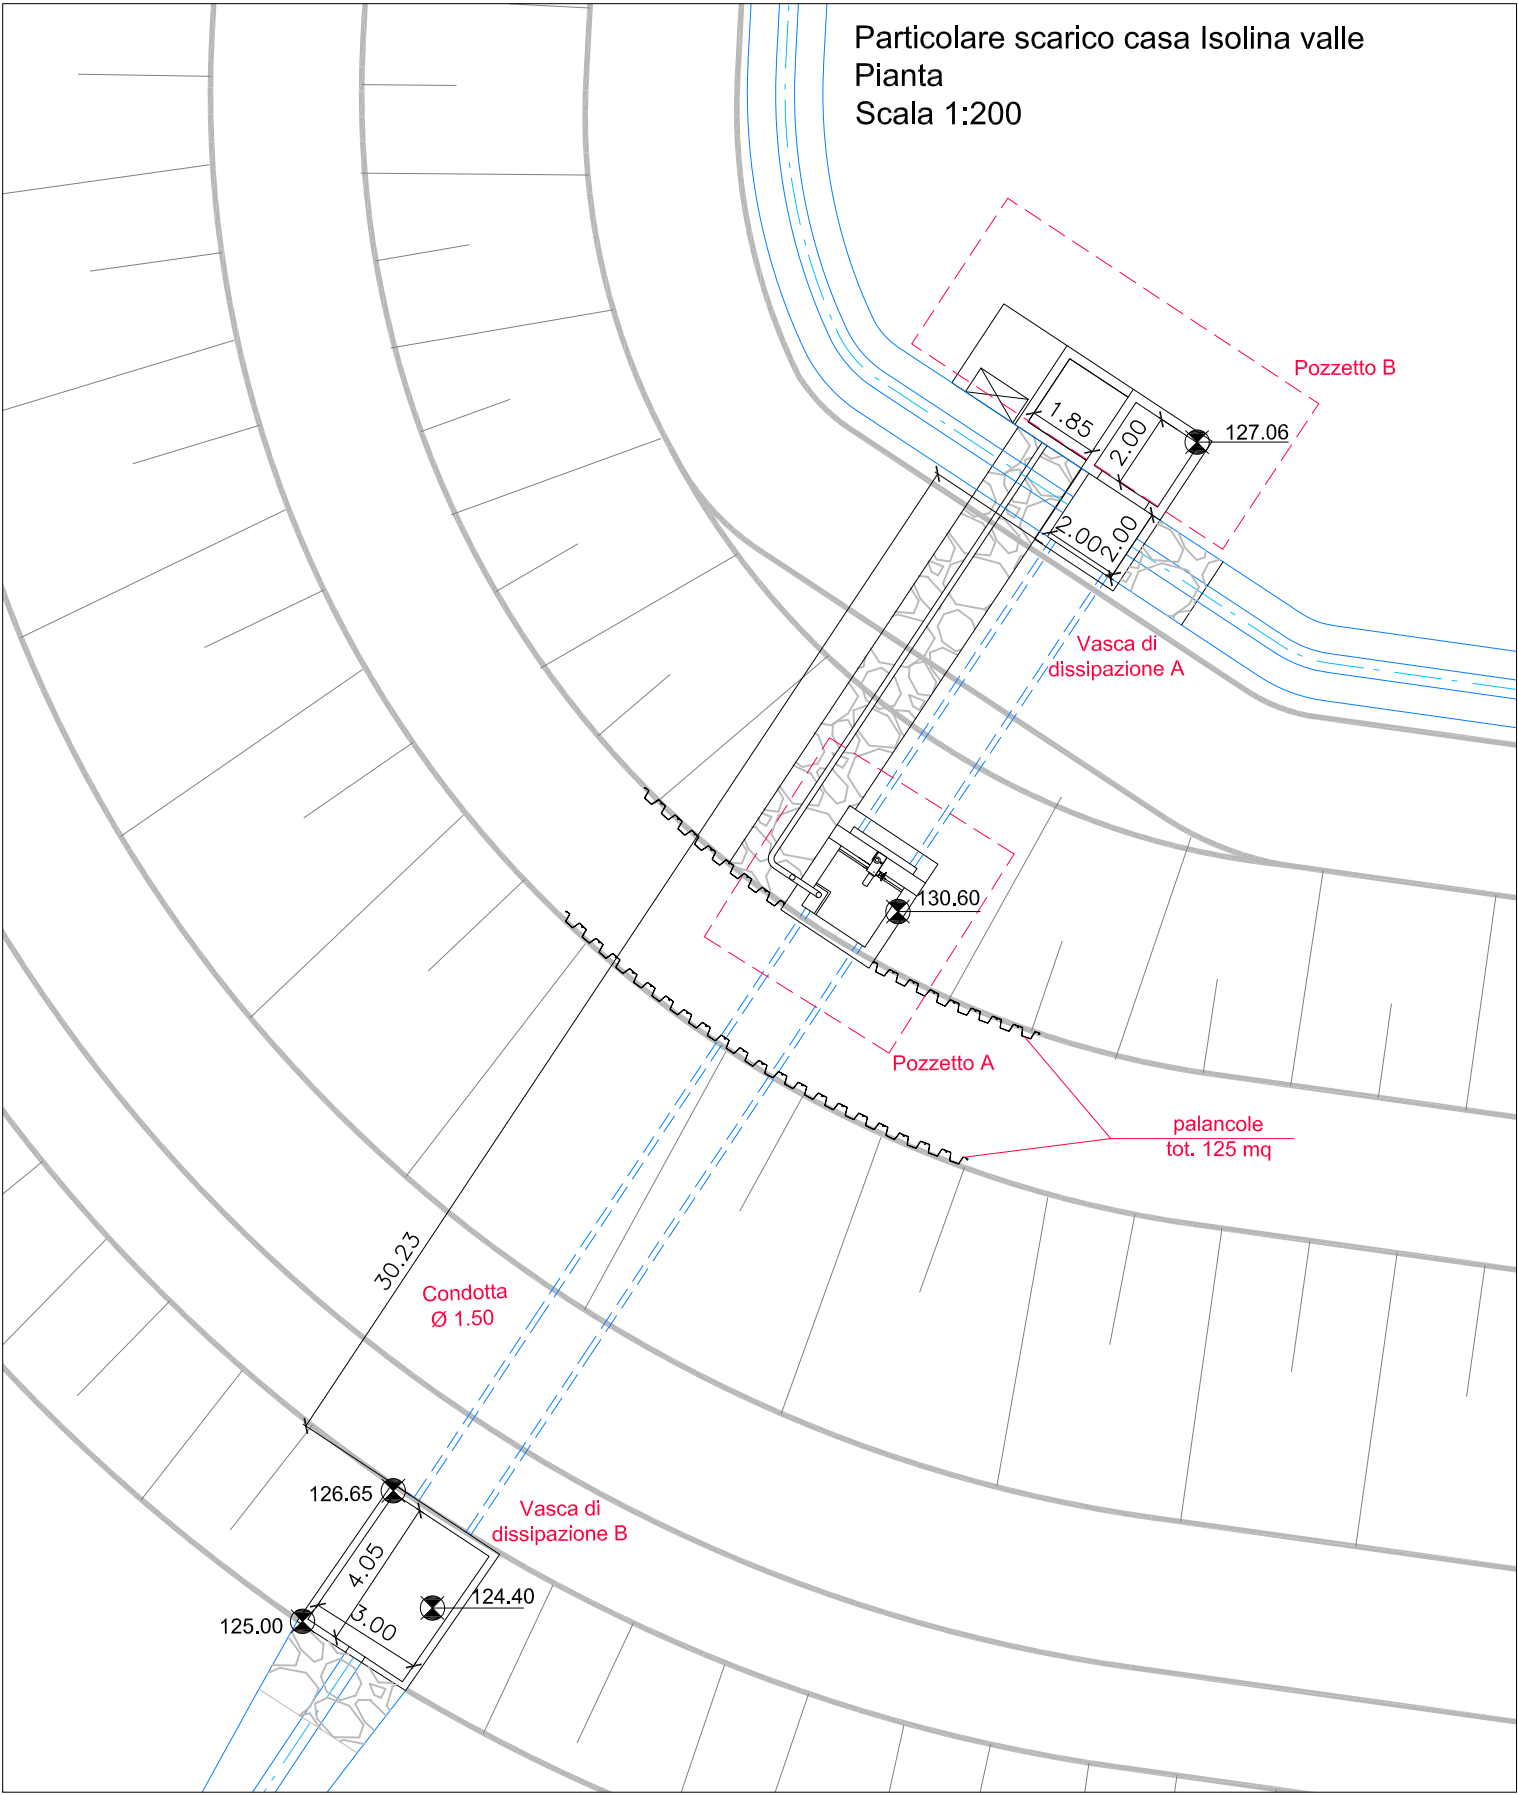 Particolare scarico casa Isolina valle
Pianta
Scala 1:200
Pozzetto B
1.85
2.00
127.06
2.00
2.00
Vasca di
dissipazione A
130.60
Pozzetto A
palancole
tot. 125 mq
30.23
Condotta
Ø 1.50
126.65
Vasca di
dissipazione B
4.05
124.40
3.00
125.00